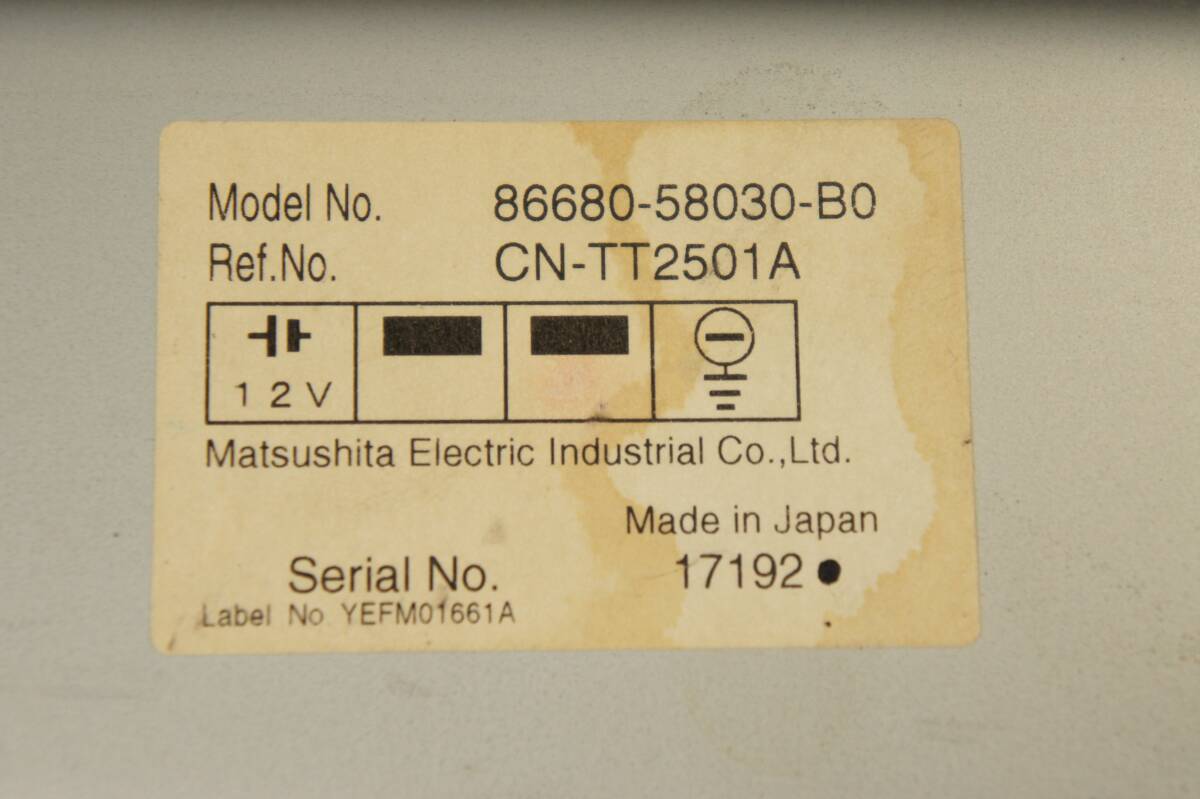 Model No. 86680-58030-B0
Ref.No. CN-TT2501A
12V
Matsushita Electric Industrial Co.,Ltd.
Made in Japan
Serial No. 17192
Label No YEFM01661A